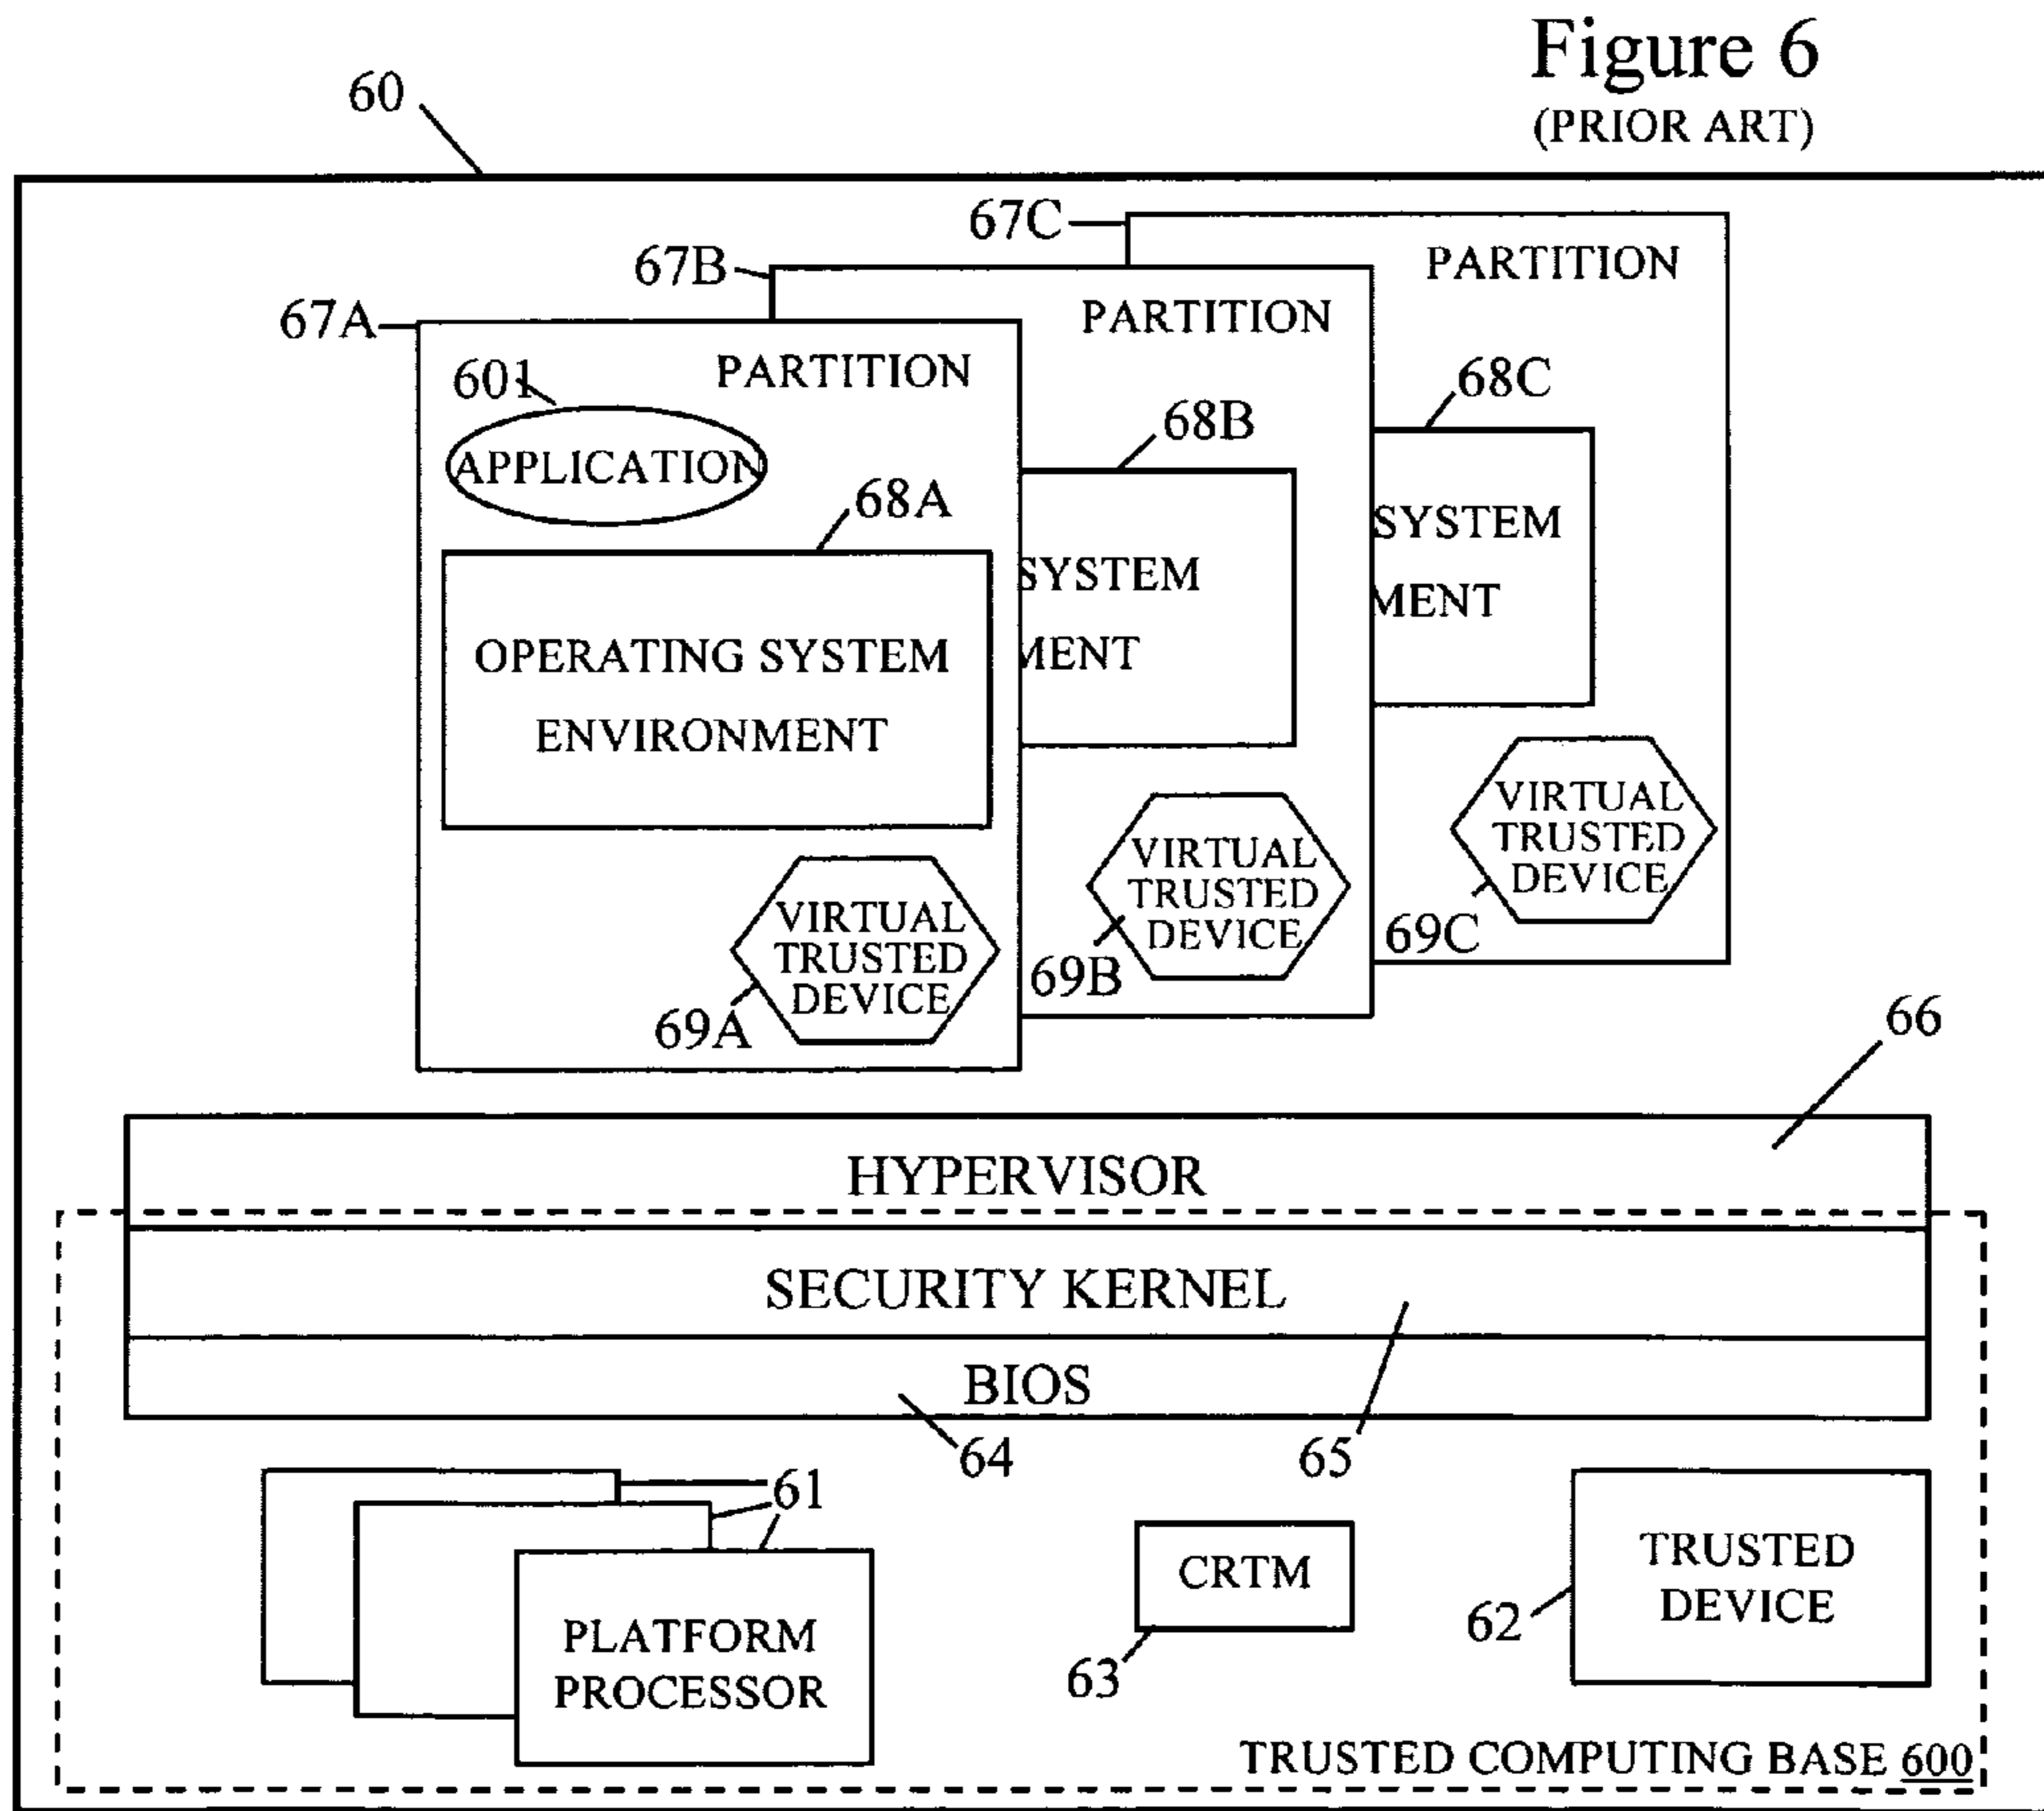 Figure 6
(PRIOR ART)
60
67C
PARTITION
67B
PARTITION
67A
PARTITION
601
APPLICATION
68C
SYSTEM
MENT
68B
SYSTEM
MENT
68A
OPERATING SYSTEM
ENVIRONMENT
VIRTUAL
TRUSTED
DEVICE
69C
VIRTUAL
TRUSTED
DEVICE
69B
VIRTUAL
TRUSTED
DEVICE
69A
66
HYPERVISOR
SECURITY KERNEL
BIOS
64
65
61
PLATFORM
PROCESSOR
CRTM
63
TRUSTED
DEVICE
62
TRUSTED COMPUTING BASE 600